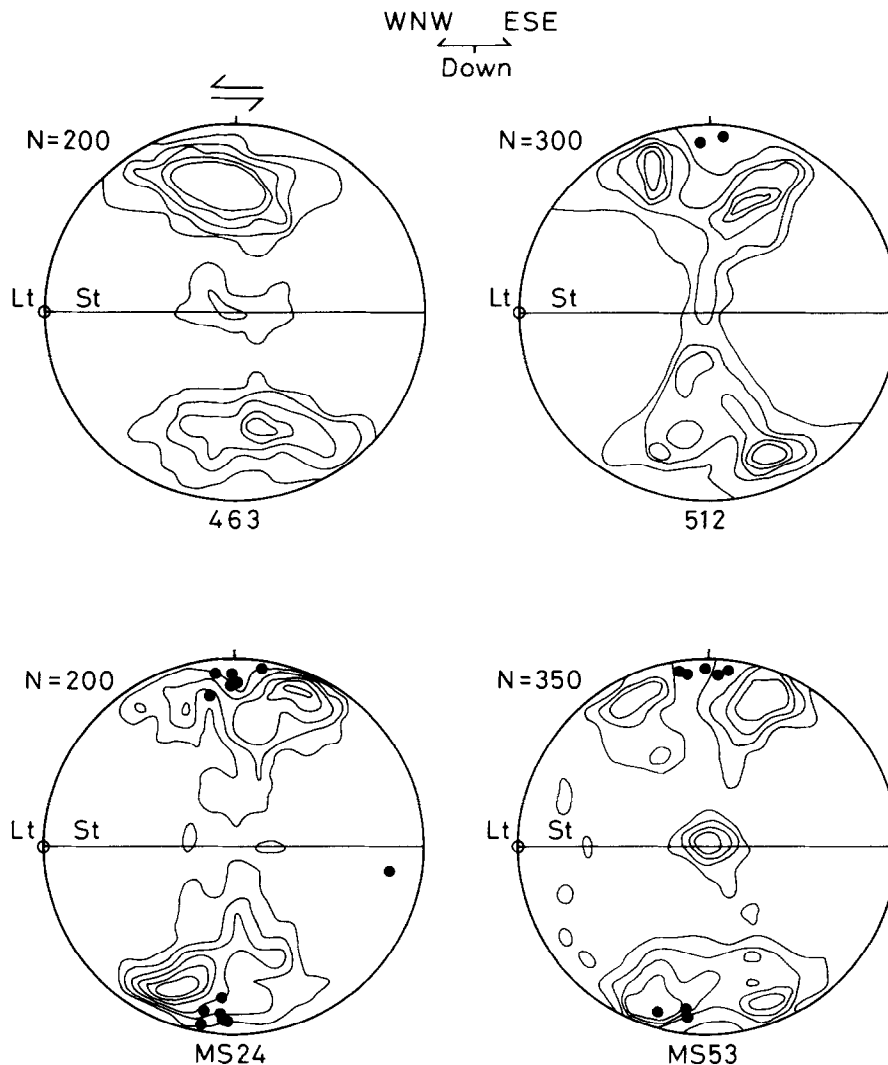 WNW ESE
Down
N=200 N=300
Lt St Lt St
463 512
N=200 N=350
Lt St Lt St
MS24 MS53